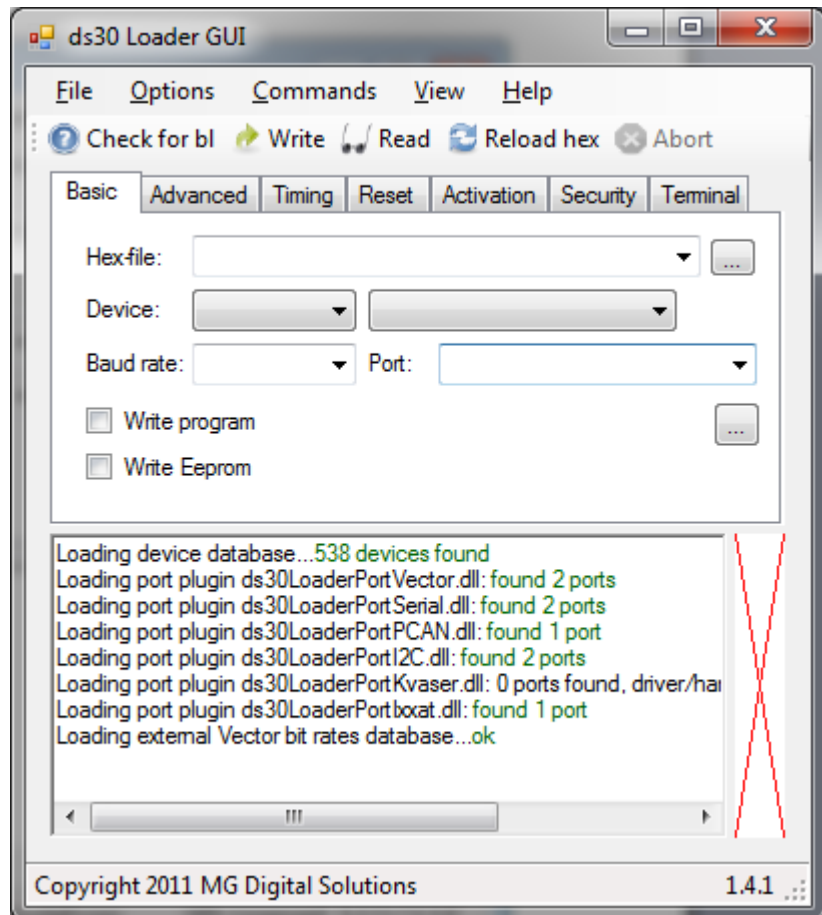 ds30 Loader GUI
File Options Commands View Help
Check for bl Write Read Reload hex Abort
Basic Advanced Timing Reset Activation Security Terminal
Hex-file: ...
Device:
Baud rate: Port:
Write program ...
Write Eeprom
Loading device database...538 devices found
Loading port plugin ds30LoaderPortVector.dll: found 2 ports
Loading port plugin ds30LoaderPortSerial.dll: found 2 ports
Loading port plugin ds30LoaderPortPCAN.dll: found 1 port
Loading port plugin ds30LoaderPortI2C.dll: found 2 ports
Loading port plugin ds30LoaderPortKvaser.dll: 0 ports found, driver/har
Loading port plugin ds30LoaderPortIxxat.dll: found 1 port
Loading external Vector bit rates database...ok
Copyright 2011 MG Digital Solutions 1.4.1